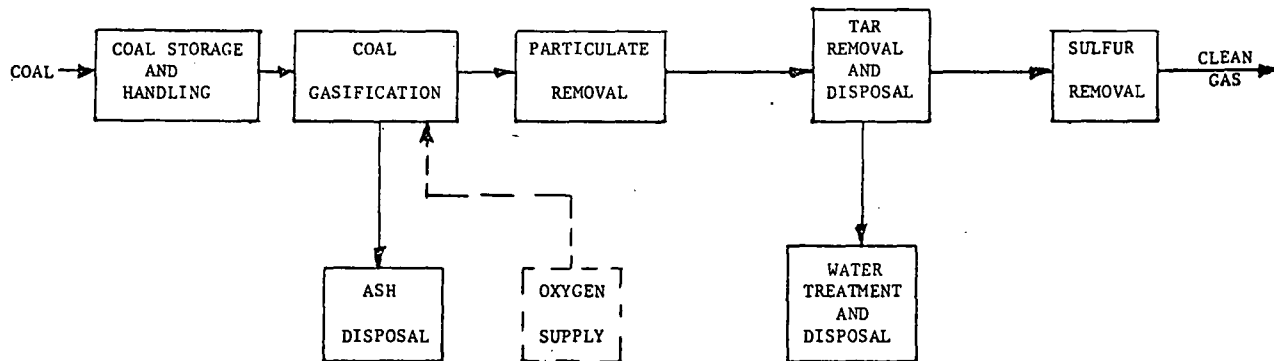 COAL
COAL STORAGE
AND
HANDLING
COAL
GASIFICATION
PARTICULATE
REMOVAL
TAR
REMOVAL
AND
DISPOSAL
SULFUR
REMOVAL
CLEAN
GAS
ASH
DISPOSAL
OXYGEN
SUPPLY
WATER
TREATMENT
AND
DISPOSAL